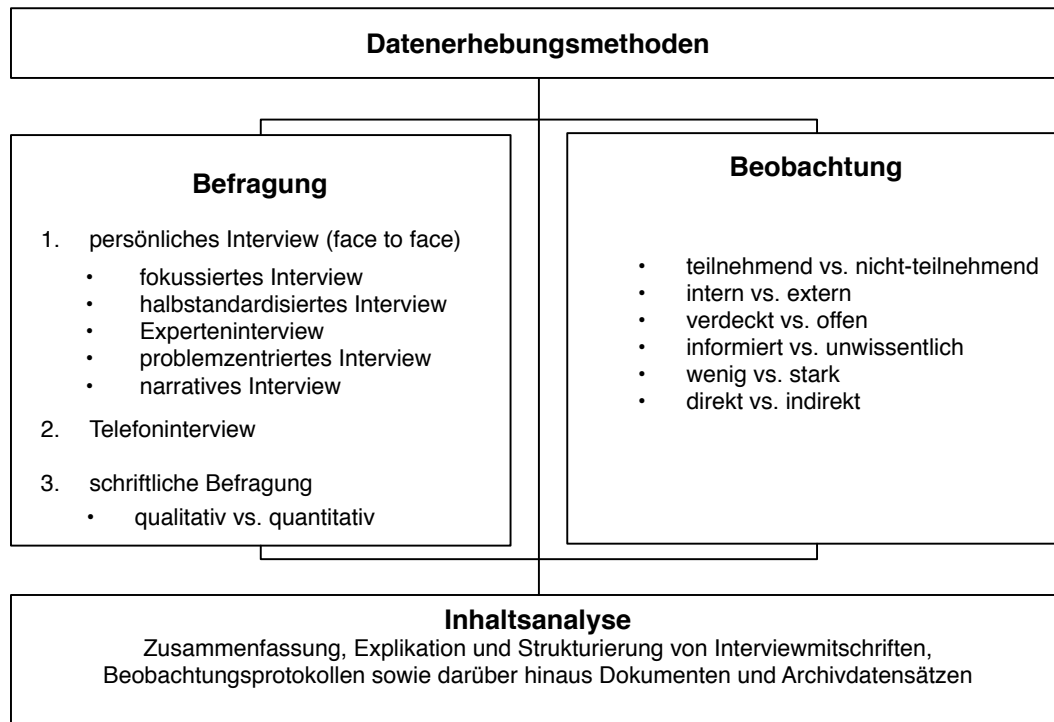 Datenerhebungsmethoden
Befragung
1. persönliches Interview (face to face)
• fokussiertes Interview
• halbstandardisiertes Interview
• Experteninterview
• problemzentriertes Interview
• narratives Interview
2. Telefoninterview
3. schriftliche Befragung
• qualitativ vs. quantitativ
Beobachtung
• teilnehmend vs. nicht-teilnehmend
• intern vs. extern
• verdeckt vs. offen
• informiert vs. unwissentlich
• wenig vs. stark
• direkt vs. indirekt
Inhaltsanalyse
Zusammenfassung, Explikation und Strukturierung von Interviewmitschriften,
Beobachtungsprotokollen sowie darüber hinaus Dokumenten und Archivdatensätzen